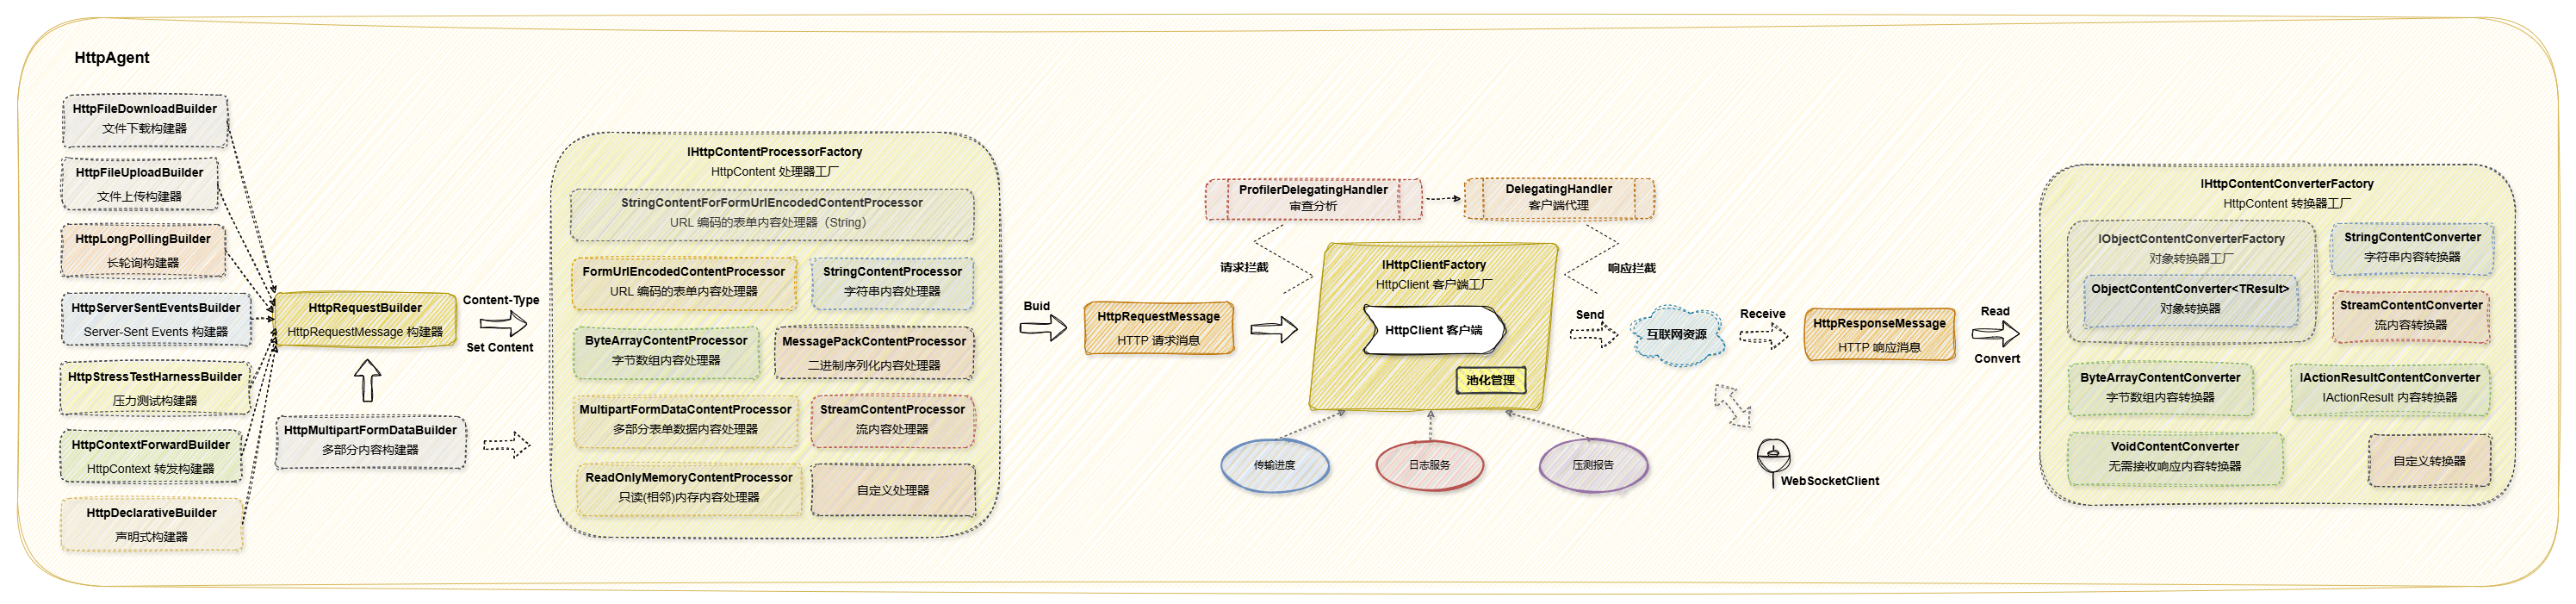 HttpAgent
HttpFileDownloadBuilder
文件下载构建器
HttpFileUploadBuilder
文件上传构建器
HttpLongPollingBuilder
长轮询构建器
HttpServerSentEventsBuilder
Server-Sent Events 构建器
HttpStressTestHarnessBuilder
压力测试构建器
HttpContextForwardBuilder
HttpContext 转发构建器
HttpDeclarativeBuilder
声明式构建器
HttpRequestBuilder
HttpRequestMessage 构建器
HttpMultipartFormDataBuilder
多部分内容构建器
Content-Type
Set Content
IHttpContentProcessorFactory
HttpContent 处理器工厂
StringContentForFormUrlEncodedContentProcessor
URL 编码的表单内容处理器（String）
FormUrlEncodedContentProcessor
URL 编码的表单内容处理器
StringContentProcessor
字符串内容处理器
ByteArrayContentProcessor
字节数组内容处理器
MessagePackContentProcessor
二进制序列化内容处理器
MultipartFormDataContentProcessor
多部分表单数据内容处理器
StreamContentProcessor
流内容处理器
ReadOnlyMemoryContentProcessor
只读(相邻)内存内容处理器
自定义处理器
Buid
HttpRequestMessage
HTTP 请求消息
ProfilerDelegatingHandler
审查分析
DelegatingHandler
客户端代理
请求拦截
响应拦截
IHttpClientFactory
HttpClient 客户端工厂
HttpClient 客户端
池化管理
传输进度
日志服务
压测报告
Send
互联网资源
Receive
WebSocketClient
HttpResponseMessage
HTTP 响应消息
Read
Convert
IHttpContentConverterFactory
HttpContent 转换器工厂
IObjectContentConverterFactory
对象转换器工厂
ObjectContentConverter<TResult>
对象转换器
StringContentConverter
字符串内容转换器
StreamContentConverter
流内容转换器
ByteArrayContentConverter
字节数组内容转换器
IActionResultContentConverter
IActionResult 内容转换器
VoidContentConverter
无需接收响应内容转换器
自定义转换器